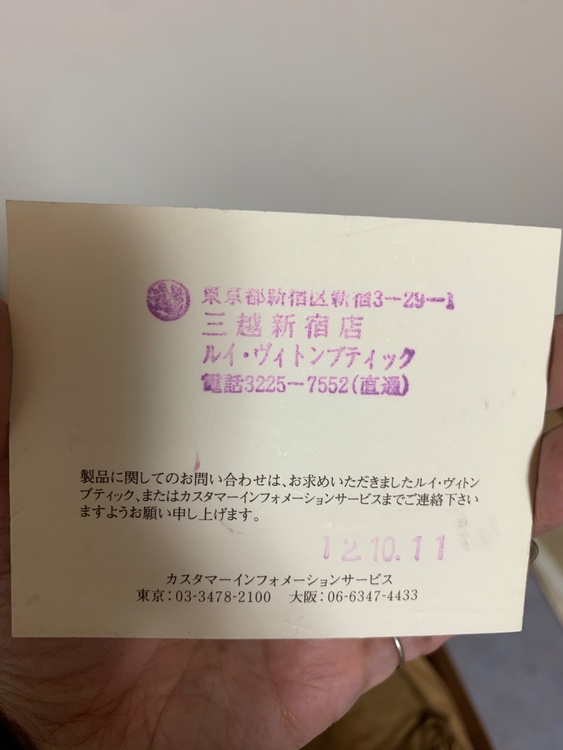 東京都新宿区新宿3-29-1
三越新宿店
ルイ・ヴィトンブティック
電話3225-7552(直通)
製品に関してのお問い合わせは、お求めいただきましたルイ・ヴィトン
ブティック、またはカスタマーインフォメーションサービスまでご連絡下さい
ますようお願い申し上げます。
12.10.11
カスタマーインフォメーションサービス
東京：03-3478-2100 大阪：06-6347-4433